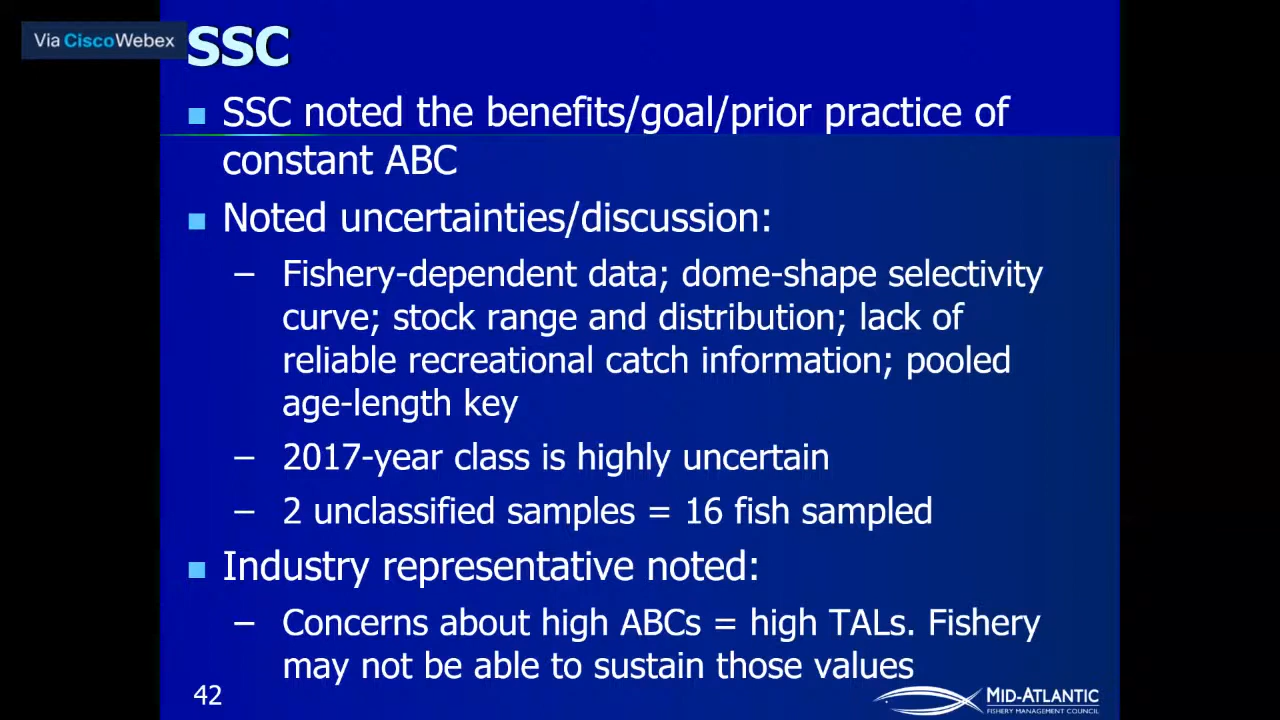 Via CiscoWebex
SSC
SSC noted the benefits/goal/prior practice of
constant ABC
Noted uncertainties/discussion:
– Fishery-dependent data; dome-shape selectivity
curve; stock range and distribution; lack of
reliable recreational catch information; pooled
age-length key
– 2017-year class is highly uncertain
– 2 unclassified samples = 16 fish sampled
Industry representative noted:
– Concerns about high ABCs = high TALs. Fishery
may not be able to sustain those values
42
MID-ATLANTIC
FISHERY MANAGEMENT COUNCIL